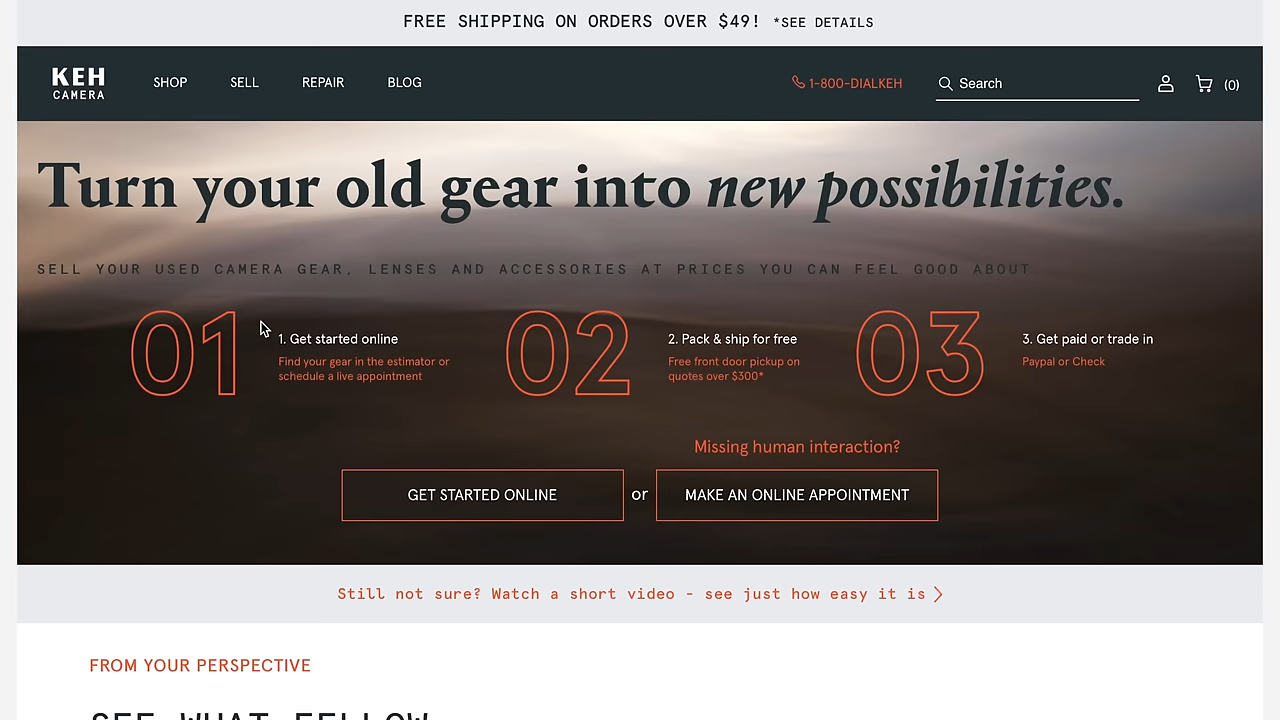 FREE SHIPPING ON ORDERS OVER $49! *SEE DETAILS
KEH
CAMERA
SHOP
SELL
REPAIR
BLOG
1-800-DIALKEH
Search
(0)
Turn your old gear into new possibilities.
SELL YOUR USED CAMERA GEAR, LENSES AND ACCESSORIES AT PRICES YOU CAN FEEL GOOD ABOUT.
01
1. Get started online
Find your gear in the estimator or
schedule a live appointment
02
2. Pack & ship for free
Free front door pickup on
quotes over $300*
03
3. Get paid or trade in
Paypal or Check
Missing human interaction?
GET STARTED ONLINE
or
MAKE AN ONLINE APPOINTMENT
Still not sure? Watch a short video - see just how easy it is
FROM YOUR PERSPECTIVE
SEE WHAT FELLOW